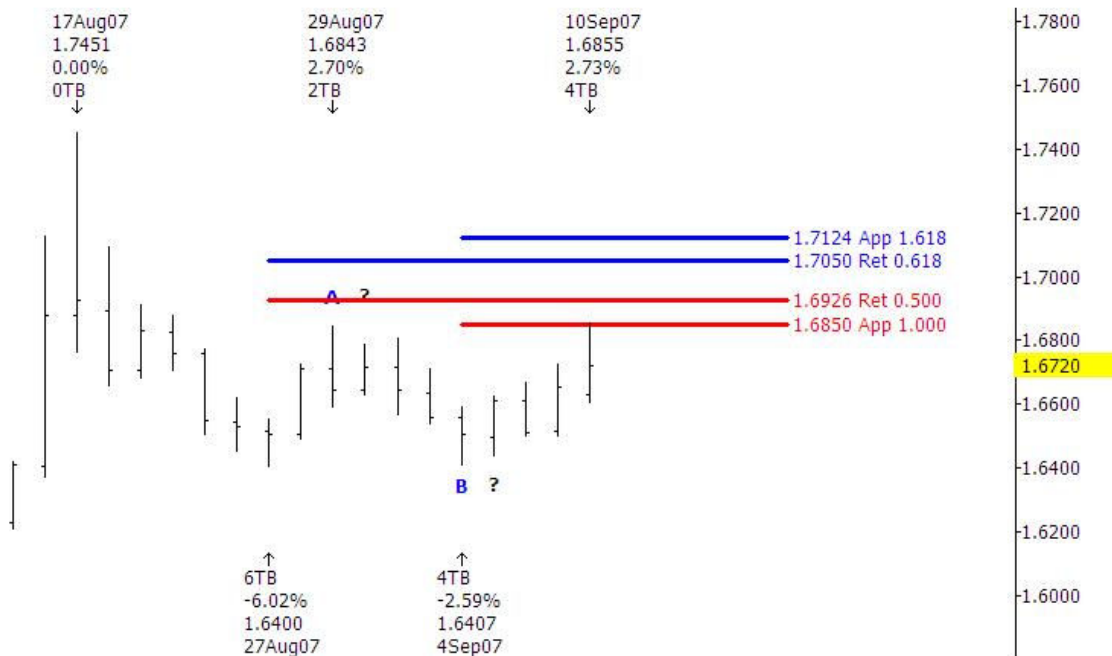 17Aug07
1.7451
0.00%
0TB
29Aug07
1.6843
2.70%
2TB
10Sep07
1.6855
2.73%
4TB
1.7800
1.7600
1.7400
1.7200
1.7000
1.6800
1.6720
1.6600
1.6400
1.6200
1.6000
1.7124 App 1.618
1.7050 Ret 0.618
1.6926 Ret 0.500
1.6850 App 1.000
A ?
B ?
6TB
-6.02%
1.6400
27Aug07
4TB
-2.59%
1.6407
4Sep07